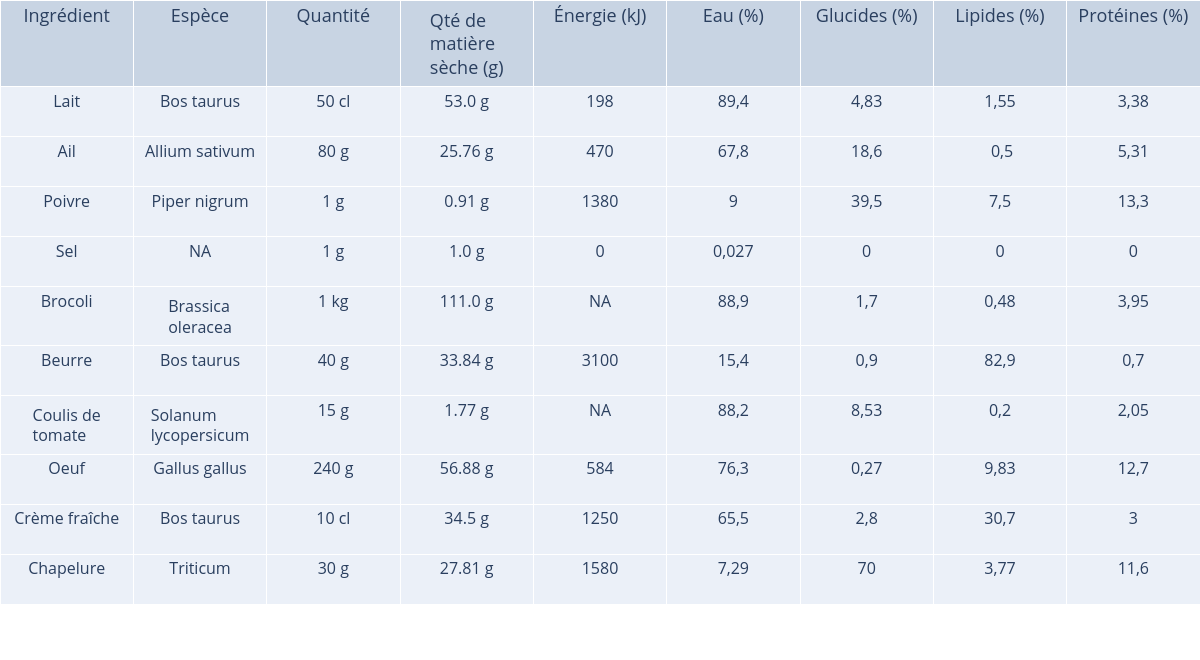 Ingrédient Espèce Quantité Qté de matière sèche (g) Énergie (kJ) Eau (%) Glucides (%) Lipides (%) Protéines (%)
Lait Bos taurus 50 cl 53.0 g 198 89,4 4,83 1,55 3,38
Ail Allium sativum 80 g 25.76 g 470 67,8 18,6 0,5 5,31
Poivre Piper nigrum 1 g 0.91 g 1380 9 39,5 7,5 13,3
Sel NA 1 g 1.0 g 0 0,027 0 0 0
Brocoli Brassica oleracea 1 kg 111.0 g NA 88,9 1,7 0,48 3,95
Beurre Bos taurus 40 g 33.84 g 3100 15,4 0,9 82,9 0,7
Coulis de tomate Solanum lycopersicum 15 g 1.77 g NA 88,2 8,53 0,2 2,05
Oeuf Gallus gallus 240 g 56.88 g 584 76,3 0,27 9,83 12,7
Crème fraîche Bos taurus 10 cl 34.5 g 1250 65,5 2,8 30,7 3
Chapelure Triticum 30 g 27.81 g 1580 7,29 70 3,77 11,6